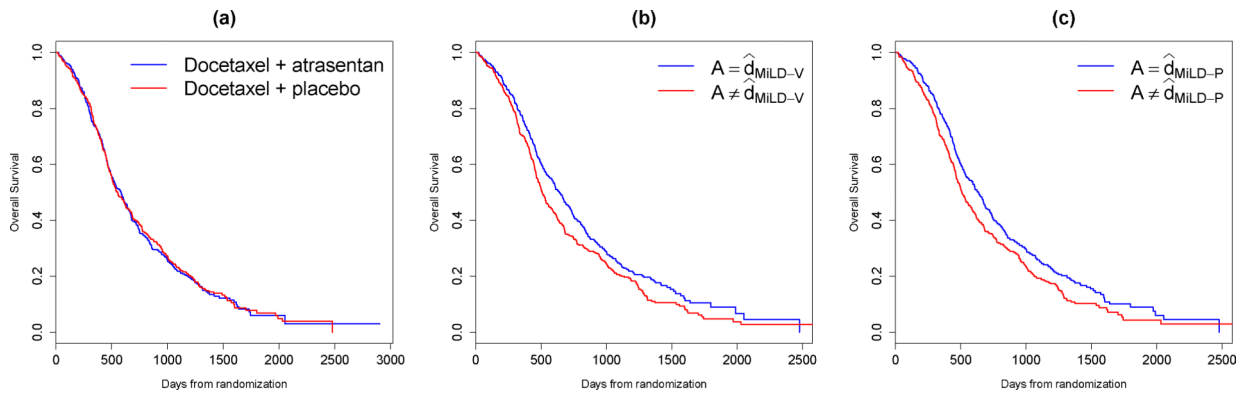 (a)
Overall Survival
1.0
0.8
0.6
0.4
0.2
0.0
Docetaxel + atrasentan
Docetaxel + placebo
0 500 1000 1500 2000 2500 3000
Days from randomization
(b)
Overall Survival
1.0
0.8
0.6
0.4
0.2
0.0
A = d̂MiLD−V
A ≠ d̂MiLD−V
0 500 1000 1500 2000 2500
Days from randomization
(c)
Overall Survival
1.0
0.8
0.6
0.4
0.2
0.0
A = d̂MiLD−P
A ≠ d̂MiLD−P
0 500 1000 1500 2000 2500
Days from randomization